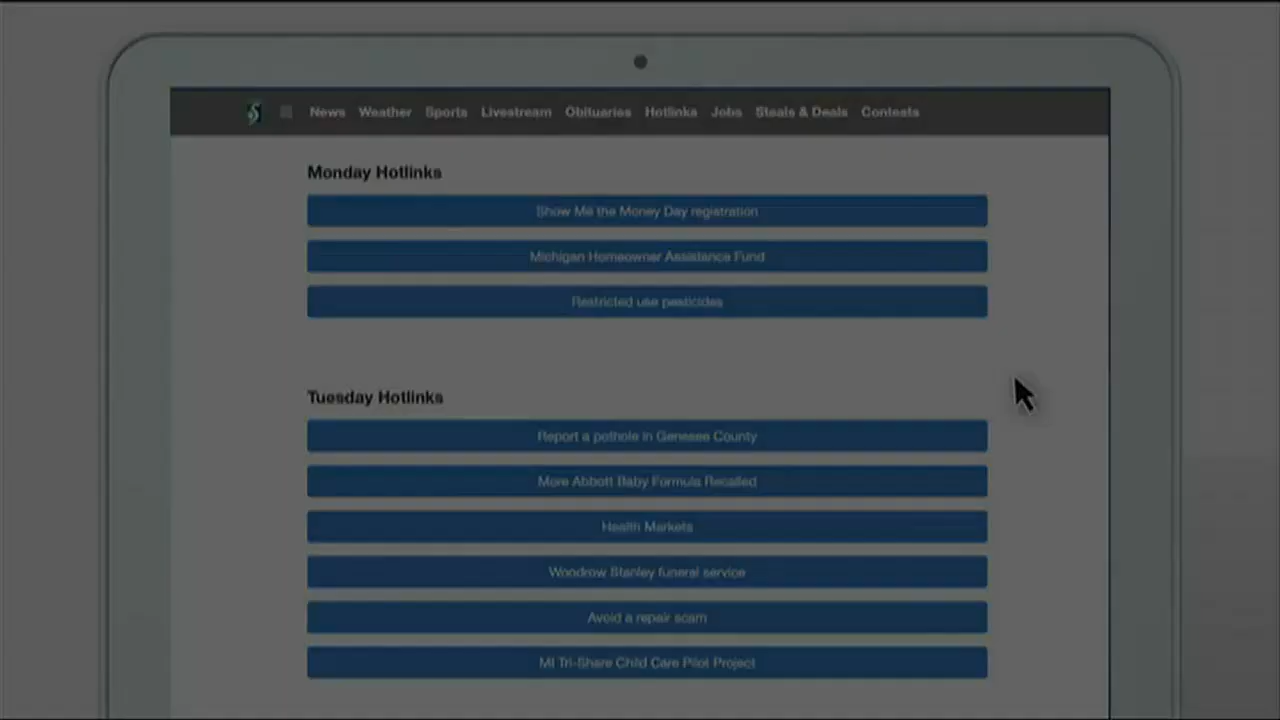 News Weather Sports Livestream Obituaries Hotlinks Jobs Steals & Deals Contests
Monday Hotlinks
Show Me the Money Day registration
Michigan Homeowner Assistance Fund
Restricted use pesticides
Tuesday Hotlinks
Report a pothole in Genesee County
More Abbott Baby Formula Recalled
Health Markets
Woodrow Stanley funeral service
Avoid a repair scam
MI Tri-Share Child Care Pilot Project